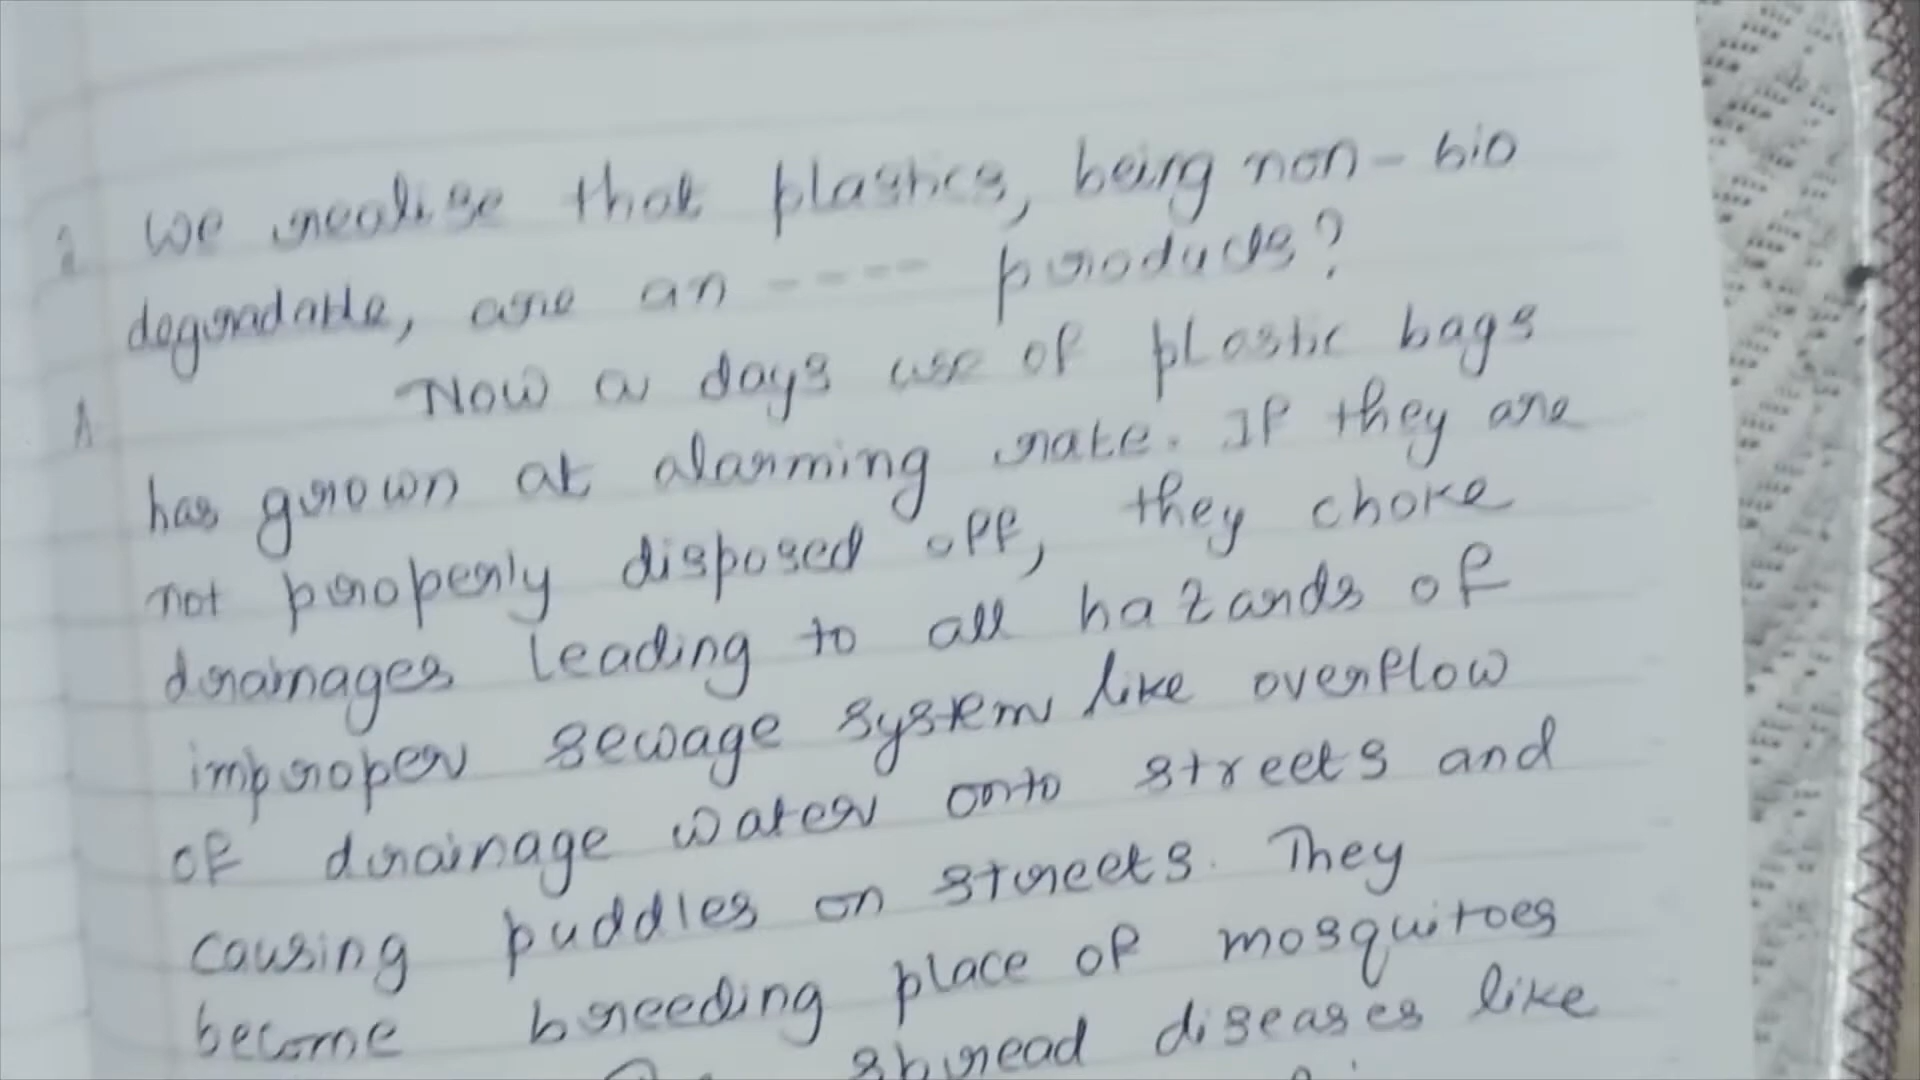 2. We realise that plastics, being non-bio
degradable, are an ---- products?
A Now a days use of plastic bags
has grown at alarming rate. If they are
not properly disposed off, they choke
drainages leading to all hazards of
improper sewage system like overflow
of drainage water onto streets and
causing puddles on streets. They
become breeding place of mosquitoes
spread diseases like